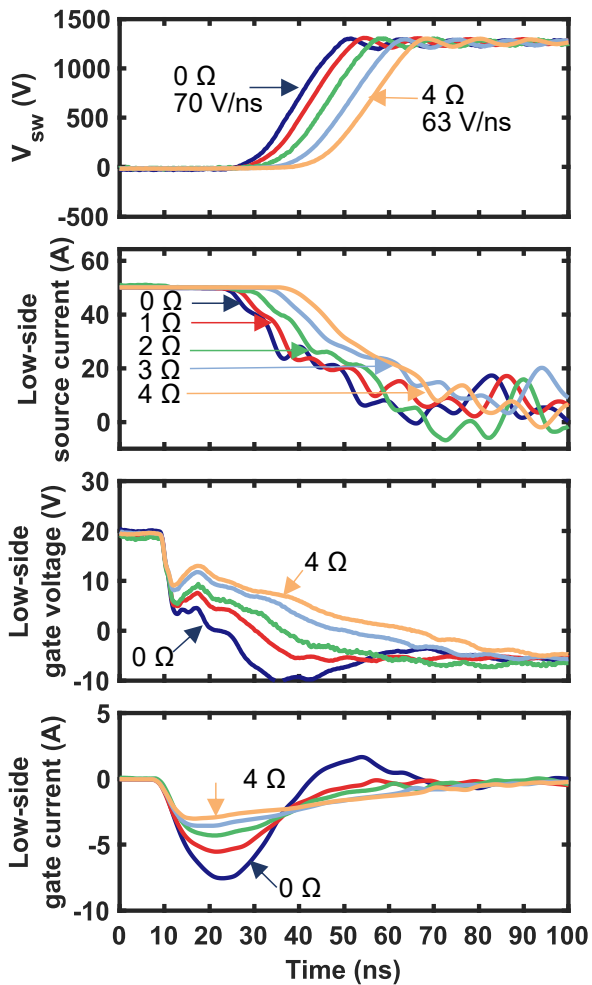 1500
1000
500
0
-500
V_sw (V)
0 Ω
70 V/ns
4 Ω
63 V/ns
60
40
20
0
Low-side
source current (A)
0 Ω
1 Ω
2 Ω
3 Ω
4 Ω
30
20
10
0
-10
Low-side
gate voltage (V)
4 Ω
0 Ω
5
0
-5
-10
Low-side
gate current (A)
4 Ω
0 Ω
0 10 20 30 40 50 60 70 80 90 100
Time (ns)